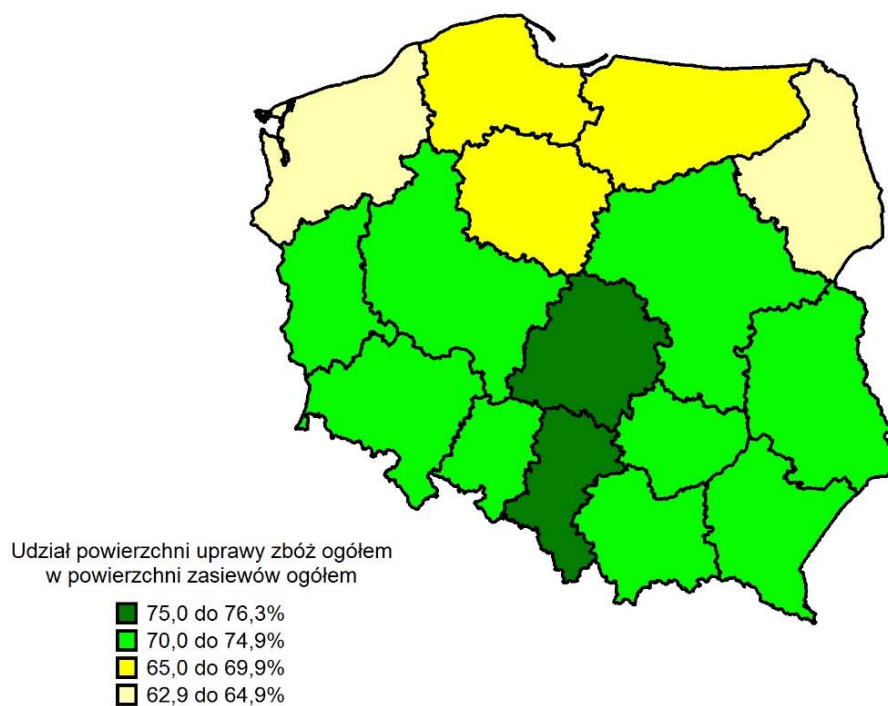 Udział powierzchni uprawy zbóż ogółem
w powierzchni zasiewów ogółem
75,0 do 76,3%
70,0 do 74,9%
65,0 do 69,9%
62,9 do 64,9%